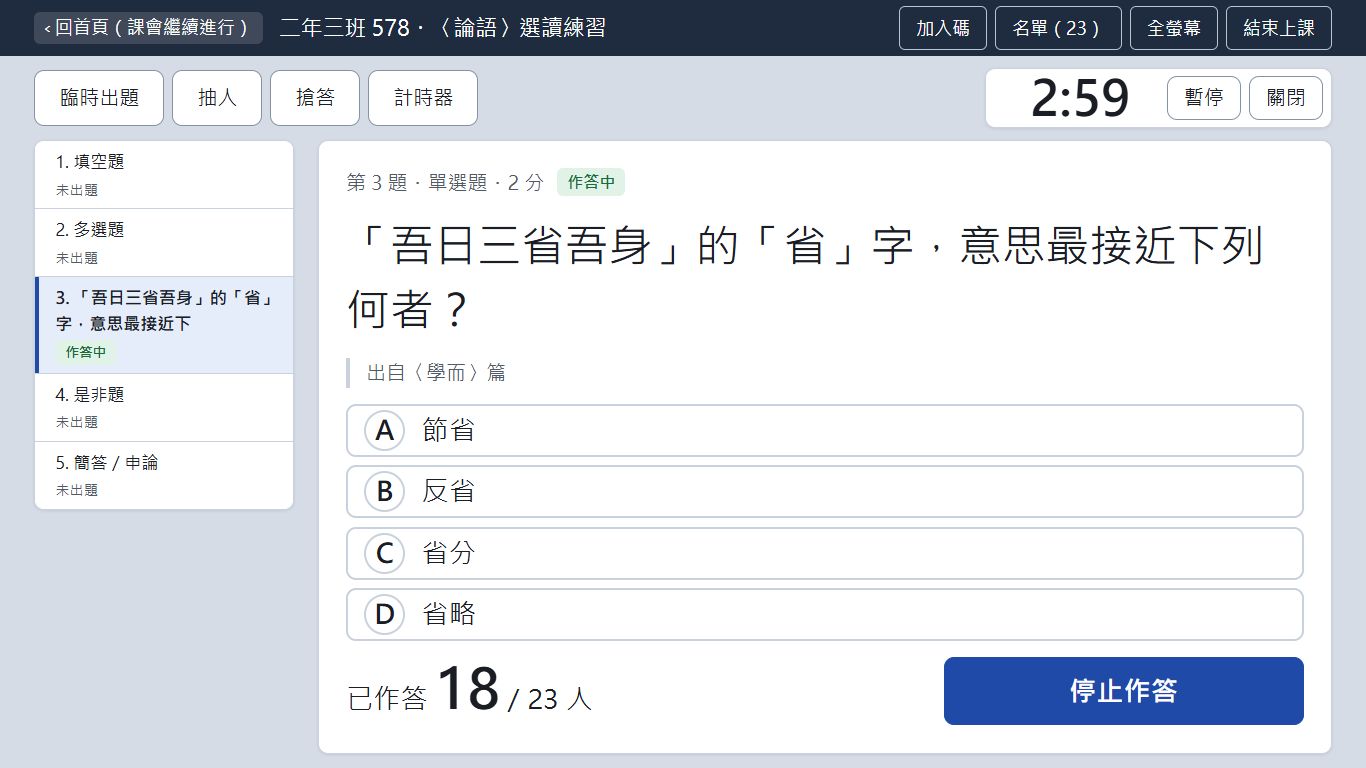 ‹ 回首頁（課會繼續進行）
二年三班 578．〈論語〉選讀練習
加入碼
名單（23）
全螢幕
結束上課
臨時出題
抽人
搶答
計時器
2:59
暫停
關閉
1. 填空題
未出題
2. 多選題
未出題
3.「吾日三省吾身」的「省」
字，意思最接近下
作答中
4. 是非題
未出題
5. 簡答 / 申論
未出題
第 3 題 · 單選題 · 2 分
作答中
「吾日三省吾身」的「省」字，意思最接近下列
何者？
出自〈學而〉篇
A 節省
B 反省
C 省分
D 省略
已作答 18 / 23 人
停止作答